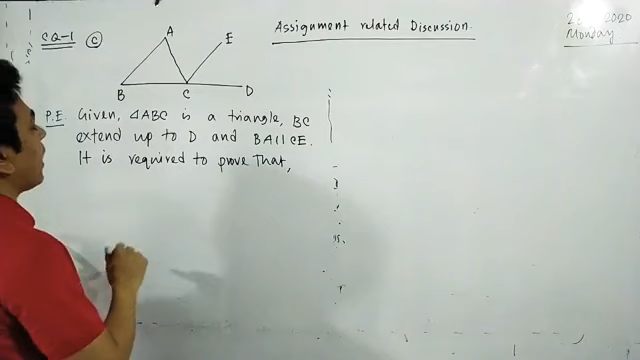 Assignment related Discussion.
2020
Monday
CQ-1 C
A
E
B
C
D
P.E. Given, △ABC is a triangle, BC
extend up to D and BA||CE.
It is required to prove that,